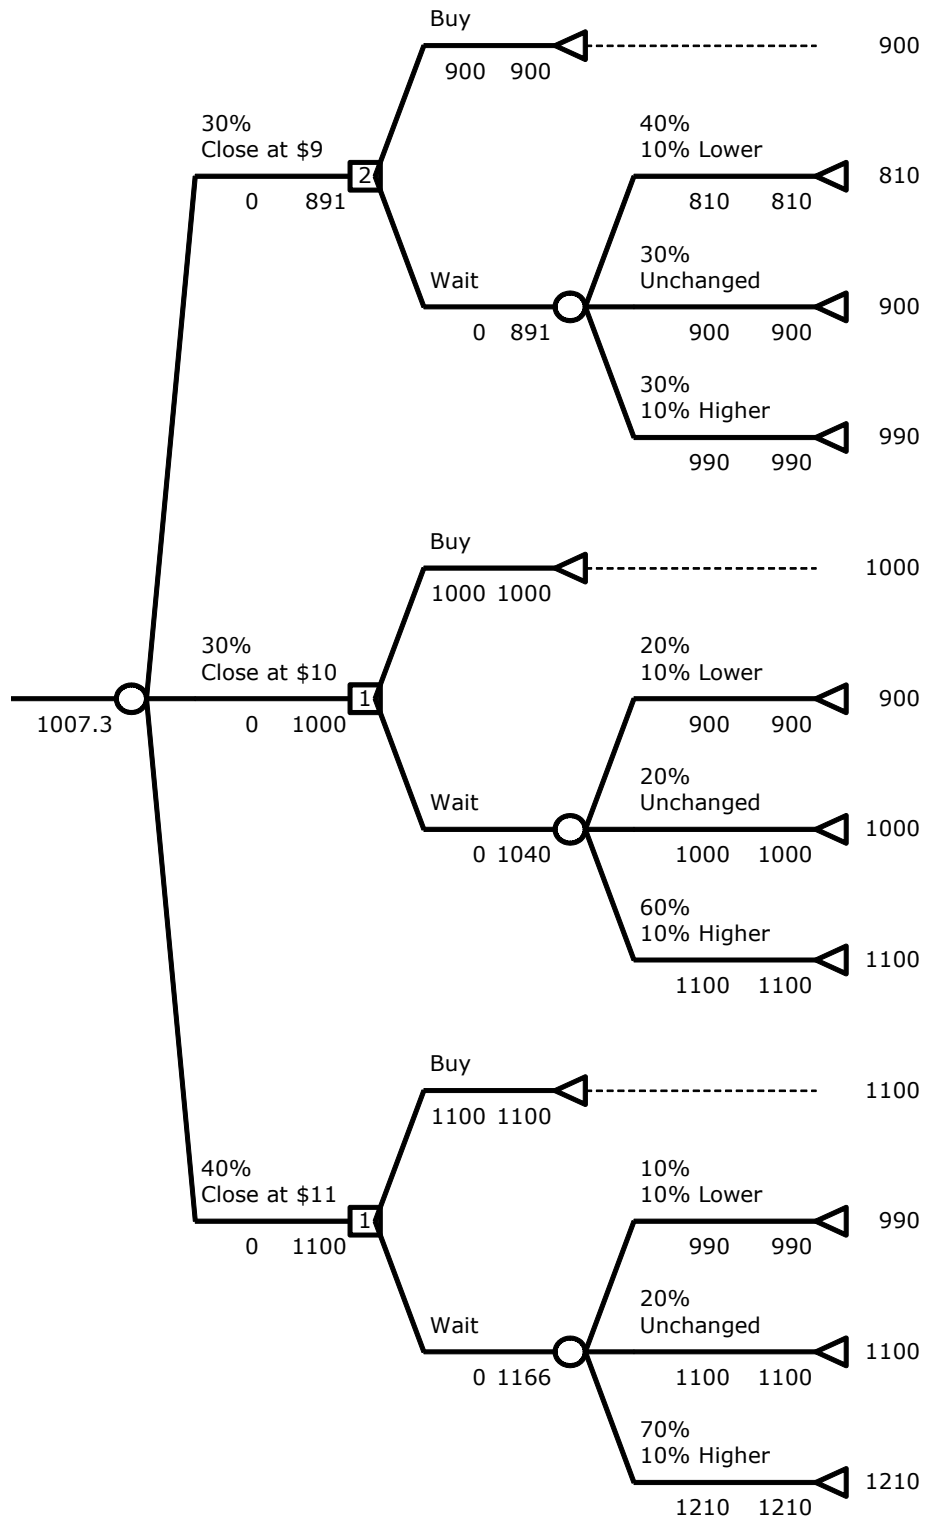 Buy
900
900 900
30%
40%
Close at $9
10% Lower
2
810
0 891
810 810
30%
Wait
Unchanged
900
0 891
900 900
30%
10% Higher
990
990 990
Buy
1000
1000 1000
30%
20%
Close at $10
10% Lower
1
900
1007.3
0 1000
900 900
20%
Wait
Unchanged
1000
0 1040
1000 1000
60%
10% Higher
1100
1100 1100
Buy
1100
1100 1100
40%
10%
Close at $11
10% Lower
1
990
0 1100
990 990
20%
Wait
Unchanged
1100
0 1166
1100 1100
70%
10% Higher
1210
1210 1210